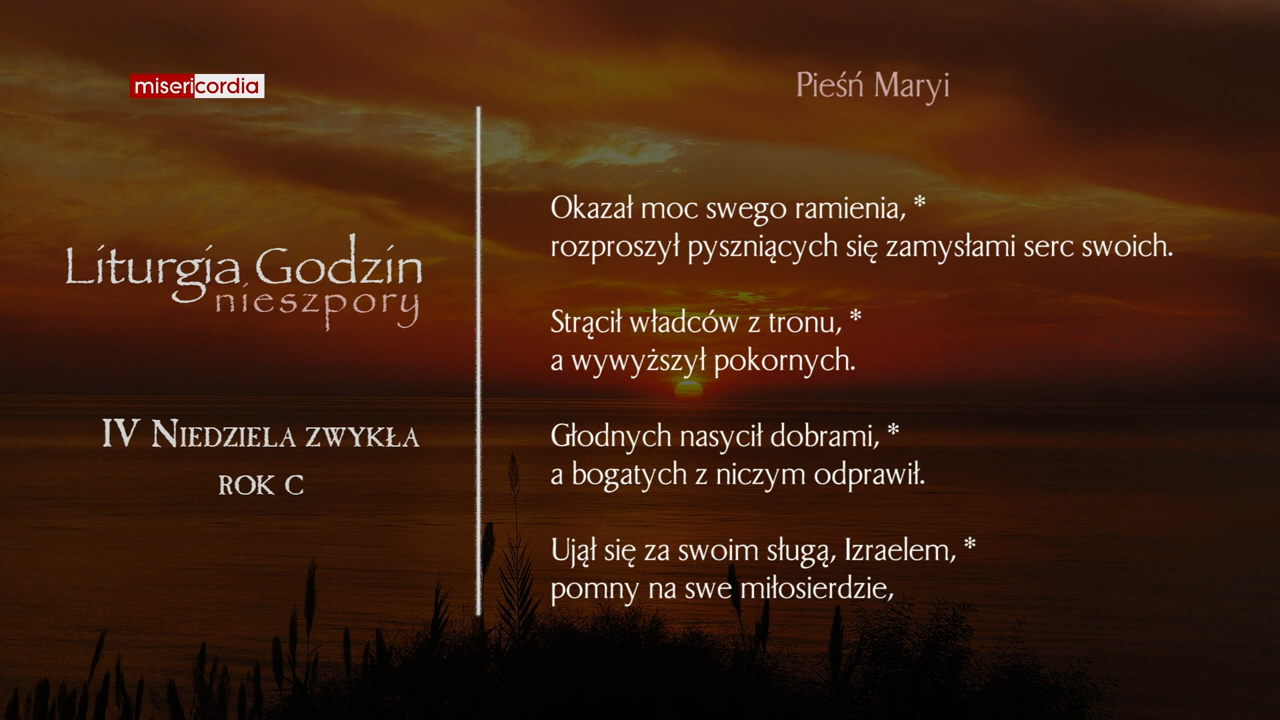 misericordia
Liturgia Godzin
nieszpory
IV Niedziela zwykła
rok C
Pieśń Maryi
Okazał moc swego ramienia, *
rozproszył pyszniących się zamysłami serc swoich.
Strącił władców z tronu, *
a wywyższył pokornych.
Głodnych nasycił dobrami, *
a bogatych z niczym odprawił.
Ujął się za swoim sługą, Izraelem, *
pomny na swe miłosierdzie,